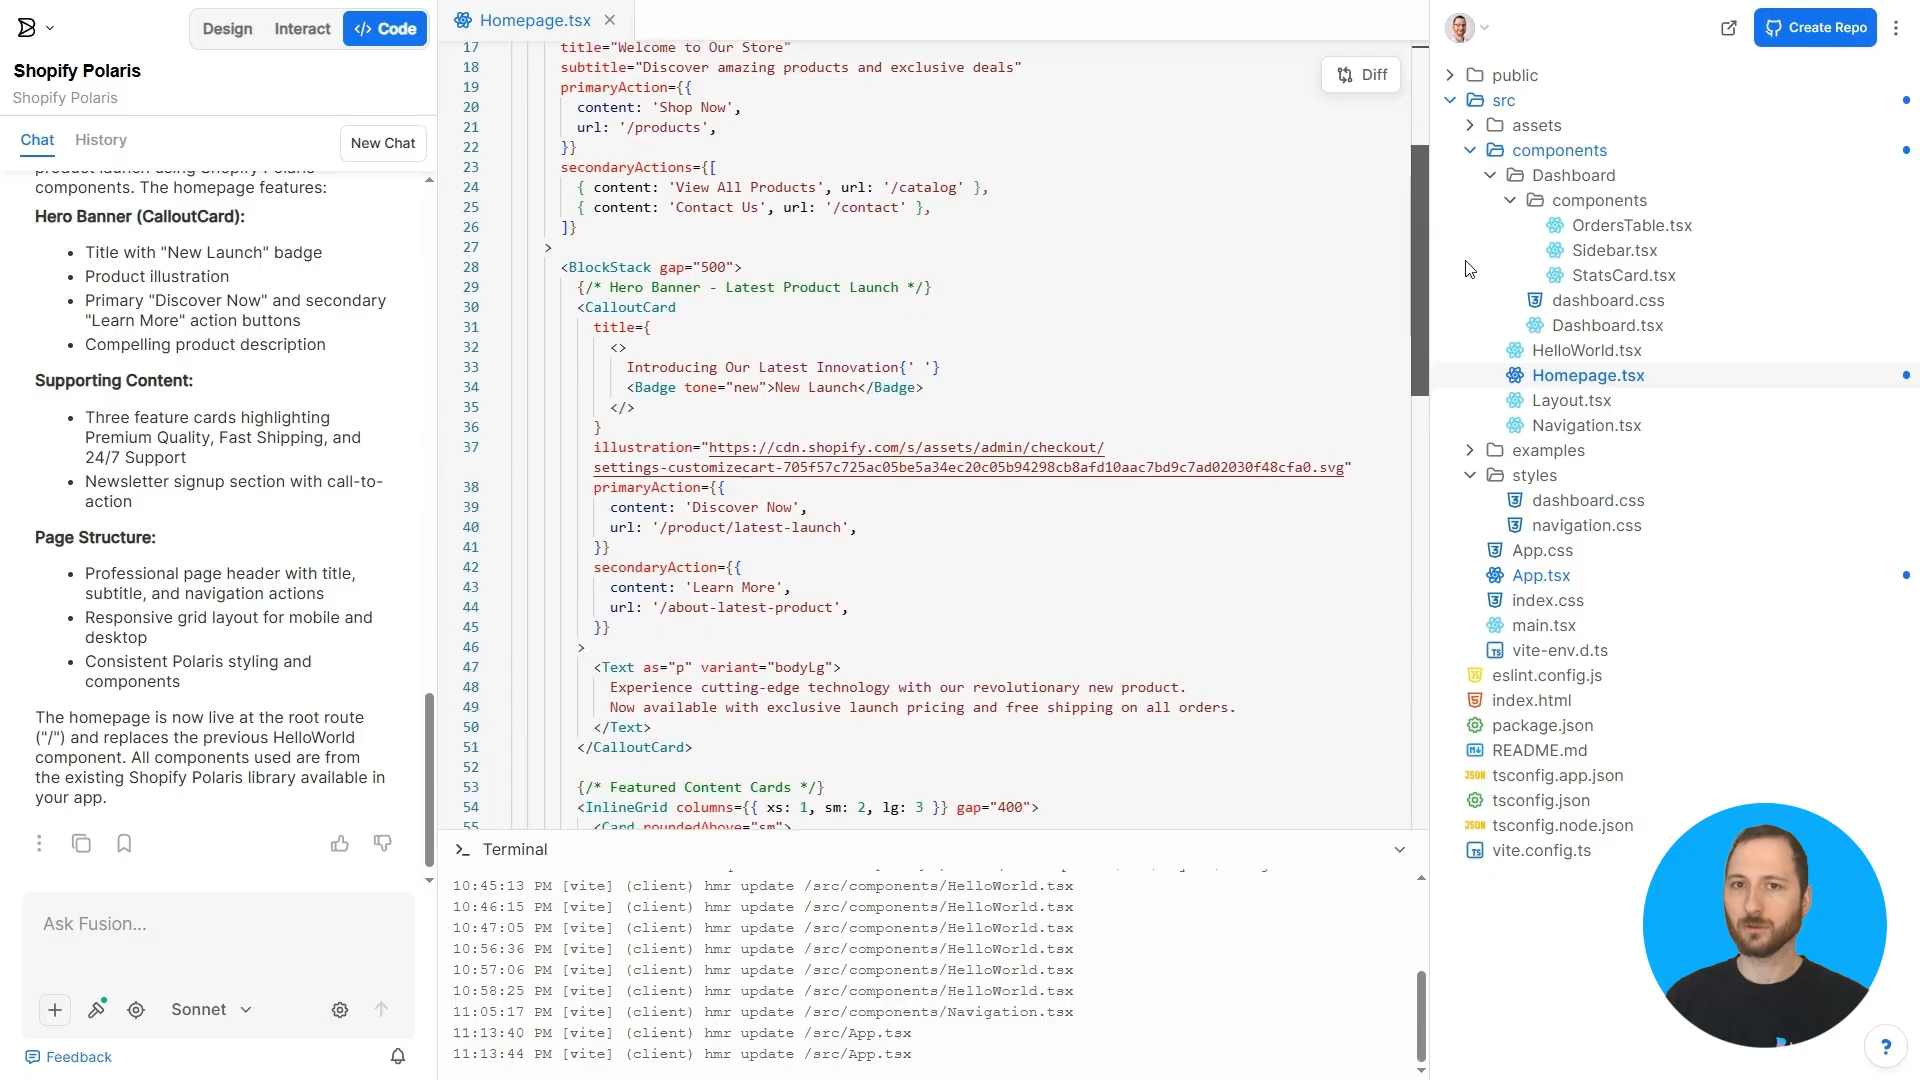 Design
Interact
</> Code
Shopify Polaris
Shopify Polaris
Chat
History
New Chat
components. The homepage features:
Hero Banner (CalloutCard):
Title with "New Launch" badge
Product illustration
Primary "Discover Now" and secondary
"Learn More" action buttons
Compelling product description
Supporting Content:
Three feature cards highlighting
Premium Quality, Fast Shipping, and
24/7 Support
Newsletter signup section with call-to-
action
Page Structure:
Professional page header with title,
subtitle, and navigation actions
Responsive grid layout for mobile and
desktop
Consistent Polaris styling and
components
The homepage is now live at the root route
("/") and replaces the previous HelloWorld
component. All components used are from
the existing Shopify Polaris library available in
your app.
Ask Fusion...
Sonnet
Feedback
Homepage.tsx
Diff
17 title="Welcome to Our Store"
18 subtitle="Discover amazing products and exclusive deals"
19 primaryAction={{
20 content: 'Shop Now',
21 url: '/products',
22 }}
23 secondaryActions={[
24 { content: 'View All Products', url: '/catalog' },
25 { content: 'Contact Us', url: '/contact' },
26 ]}
27 >
28 <BlockStack gap="500">
29 {/* Hero Banner - Latest Product Launch */}
30 <CalloutCard
31 title={
32 <>
33 Introducing Our Latest Innovation{' '}
34 <Badge tone="new">New Launch</Badge>
35 </>
36 }
37 illustration="https://cdn.shopify.com/s/assets/admin/checkout/
settings-customizecart-705f57c725ac05be5a34ec20c05b94298cb8afd10aac7bd9c7ad02030f48cfa0.svg"
38 primaryAction={{
39 content: 'Discover Now',
40 url: '/product/latest-launch',
41 }}
42 secondaryAction={{
43 content: 'Learn More',
44 url: '/about-latest-product',
45 }}
46 >
47 <Text as="p" variant="bodyLg">
48 Experience cutting-edge technology with our revolutionary new product.
49 Now available with exclusive launch pricing and free shipping on all orders.
50 </Text>
51 </CalloutCard>
52
53 {/* Featured Content Cards */}
54 <InlineGrid columns={{ xs: 1, sm: 2, lg: 3 }} gap="400">
55 <Card roundedAbove="sm">
Terminal
10:45:13 PM [vite] (client) hmr update /src/components/HelloWorld.tsx
10:46:15 PM [vite] (client) hmr update /src/components/HelloWorld.tsx
10:47:05 PM [vite] (client) hmr update /src/components/HelloWorld.tsx
10:56:36 PM [vite] (client) hmr update /src/components/HelloWorld.tsx
10:57:06 PM [vite] (client) hmr update /src/components/HelloWorld.tsx
10:58:25 PM [vite] (client) hmr update /src/components/HelloWorld.tsx
11:05:17 PM [vite] (client) hmr update /src/components/Navigation.tsx
11:13:40 PM [vite] (client) hmr update /src/App.tsx
11:13:44 PM [vite] (client) hmr update /src/App.tsx
Create Repo
public
src
assets
components
Dashboard
components
OrdersTable.tsx
Sidebar.tsx
StatsCard.tsx
dashboard.css
Dashboard.tsx
HelloWorld.tsx
Homepage.tsx
Layout.tsx
Navigation.tsx
examples
styles
dashboard.css
navigation.css
App.css
App.tsx
index.css
main.tsx
TS vite-env.d.ts
eslint.config.js
index.html
package.json
README.md
JSON tsconfig.app.json
tsconfig.json
JSON tsconfig.node.json
TS vite.config.ts
?